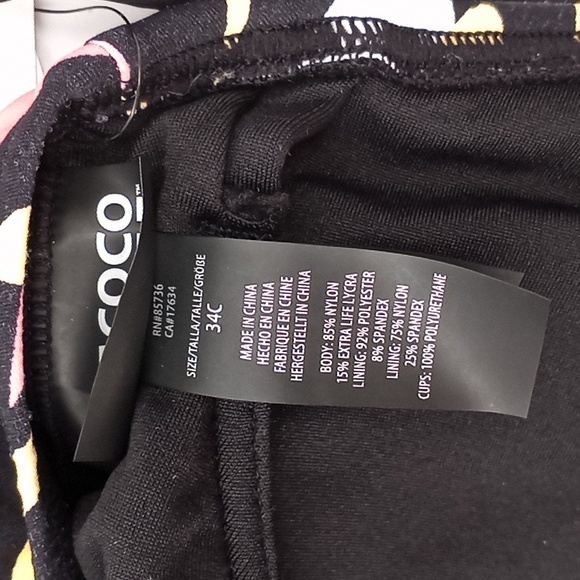 COCO
TM
RN#85736
CA#17634
SIZE/TALLA/TALLE/GRÖßE
34C
MADE IN CHINA
HECHO EN CHINA
FABRIQUE EN CHINE
HERGESTELLT IN CHINA
BODY: 85% NYLON
15% EXTRA LIFE LYCRA
LINING: 92% POLYESTER
8% SPANDEX
LINING: 75% NYLON
25% SPANDEX
CUPS: 100% POLYURETHANE